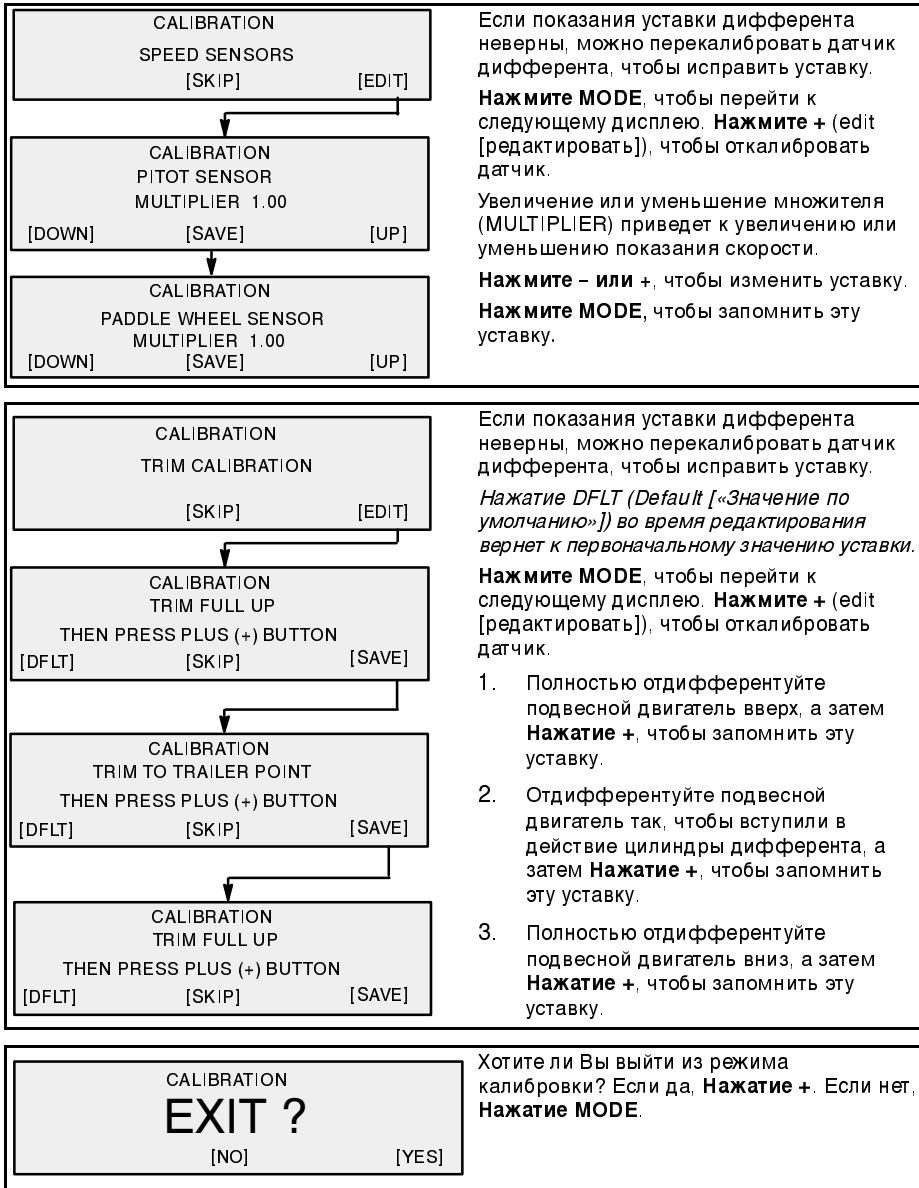 CALIBRATION
SPEED SENSORS
[SKIP] [EDIT]
CALIBRATION
PITOT SENSOR
MULTIPLIER 1.00
[DOWN] [SAVE] [UP]
CALIBRATION
PADDLE WHEEL SENSOR
MULTIPLIER 1.00
[DOWN] [SAVE] [UP]
Если показания уставки дифферента
неверны, можно перекалибровать датчик
дифферента, чтобы исправить уставку.
Нажмите MODE, чтобы перейти к
следующему дисплею. Нажмите + (edit
[редактировать]), чтобы откалибровать
датчик.
Увеличение или уменьшение множителя
(MULTIPLIER) приведет к увеличению или
уменьшению показания скорости.
Нажмите – или +, чтобы изменить уставку.
Нажмите MODE, чтобы запомнить эту
уставку.
CALIBRATION
TRIM CALIBRATION
[SKIP] [EDIT]
CALIBRATION
TRIM FULL UP
THEN PRESS PLUS (+) BUTTON
[DFLT] [SKIP] [SAVE]
CALIBRATION
TRIM TO TRAILER POINT
THEN PRESS PLUS (+) BUTTON
[DFLT] [SKIP] [SAVE]
CALIBRATION
TRIM FULL UP
THEN PRESS PLUS (+) BUTTON
[DFLT] [SKIP] [SAVE]
Если показания уставки дифферента
неверны, можно перекалибровать датчик
дифферента, чтобы исправить уставку.
Нажатие DFLT (Default [«Значение по
умолчанию»]) во время редактирования
вернет к первоначальному значению уставки.
Нажмите MODE, чтобы перейти к
следующему дисплею. Нажмите + (edit
[редактировать]), чтобы откалибровать
датчик.
1. Полностью отдифферентуйте
подвесной двигатель вверх, а затем
Нажатие +, чтобы запомнить эту
уставку.
2. Отдифферентуйте подвесной
двигатель так, чтобы вступили в
действие цилиндры дифферента, а
затем Нажатие +, чтобы запомнить
эту уставку.
3. Полностью отдифферентуйте
подвесной двигатель вниз, а затем
Нажатие +, чтобы запомнить эту
уставку.
CALIBRATION
EXIT ?
[NO] [YES]
Хотите ли Вы выйти из режима
калибровки? Если да, Нажатие +. Если нет,
Нажатие MODE.